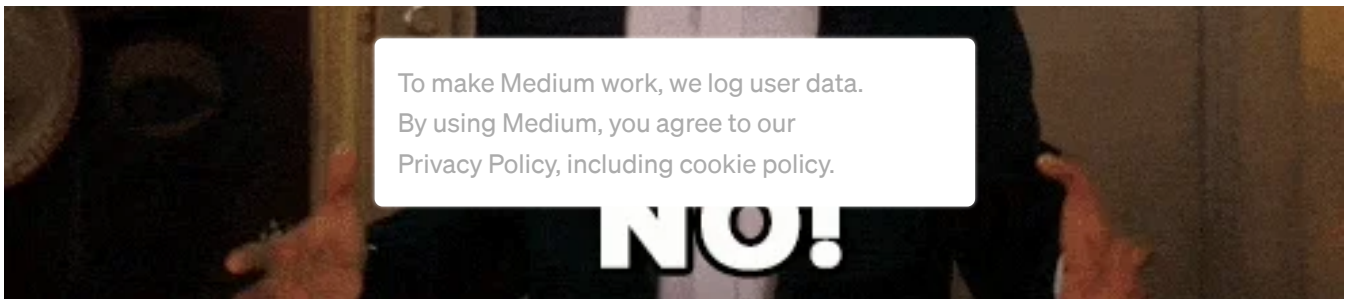 To make Medium work, we log user data.
By using Medium, you agree to our
Privacy Policy, including cookie policy.
NO!